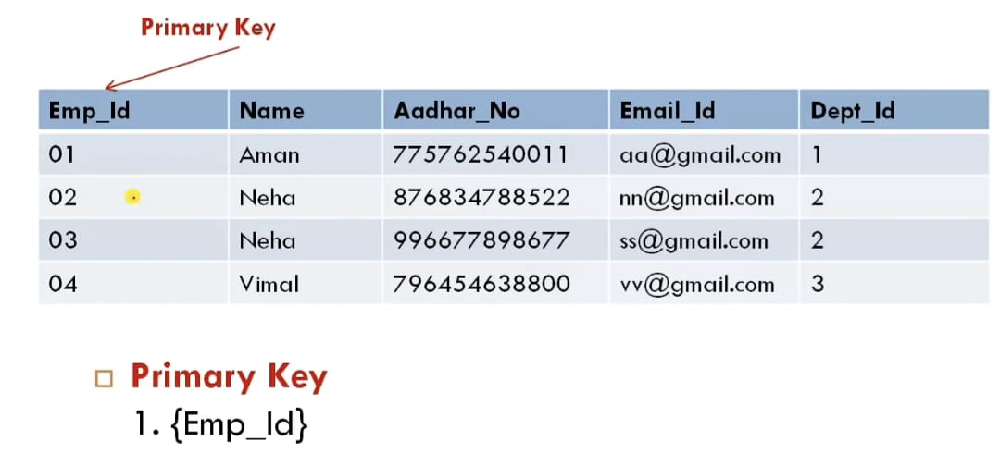 Primary Key
Emp_Id Name Aadhar_No Email_Id Dept_Id
01 Aman 775762540011 aa@gmail.com 1
02 Neha 876834788522 nn@gmail.com 2
03 Neha 996677898677 ss@gmail.com 2
04 Vimal 796454638800 vv@gmail.com 3
Primary Key
1. {Emp_Id}